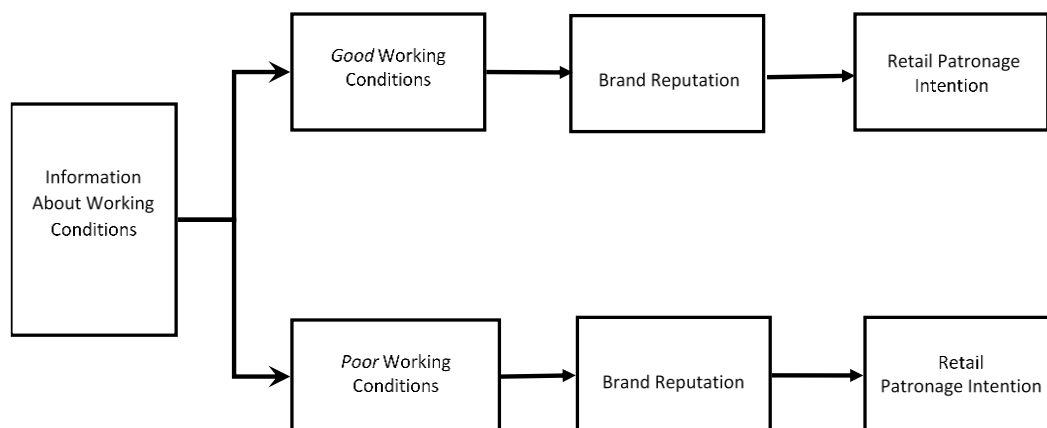 Good Working
Conditions
Brand Reputation
Retail Patronage
Intention
Information
About Working
Conditions
Poor Working
Conditions
Brand Reputation
Retail
Patronage Intention